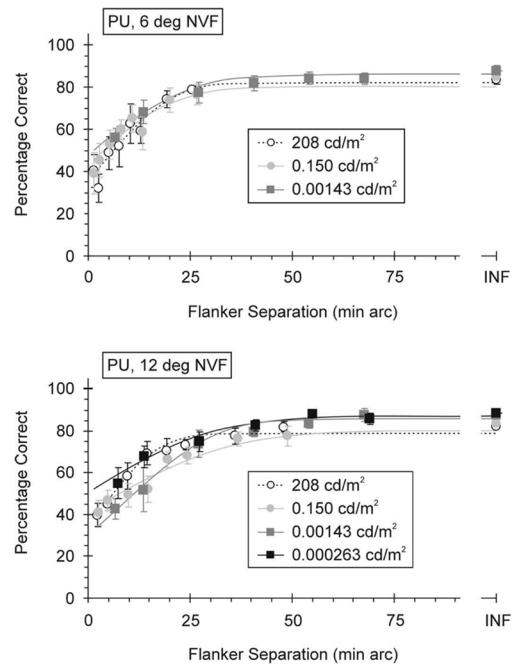 PU, 6 deg NVF
100
80
60
40
20
0
Percentage Correct
208 cd/m²
0.150 cd/m²
0.00143 cd/m²
0 25 50 75 INF
Flanker Separation (min arc)
PU, 12 deg NVF
100
80
60
40
20
0
Percentage Correct
208 cd/m²
0.150 cd/m²
0.00143 cd/m²
0.000263 cd/m²
0 25 50 75 INF
Flanker Separation (min arc)